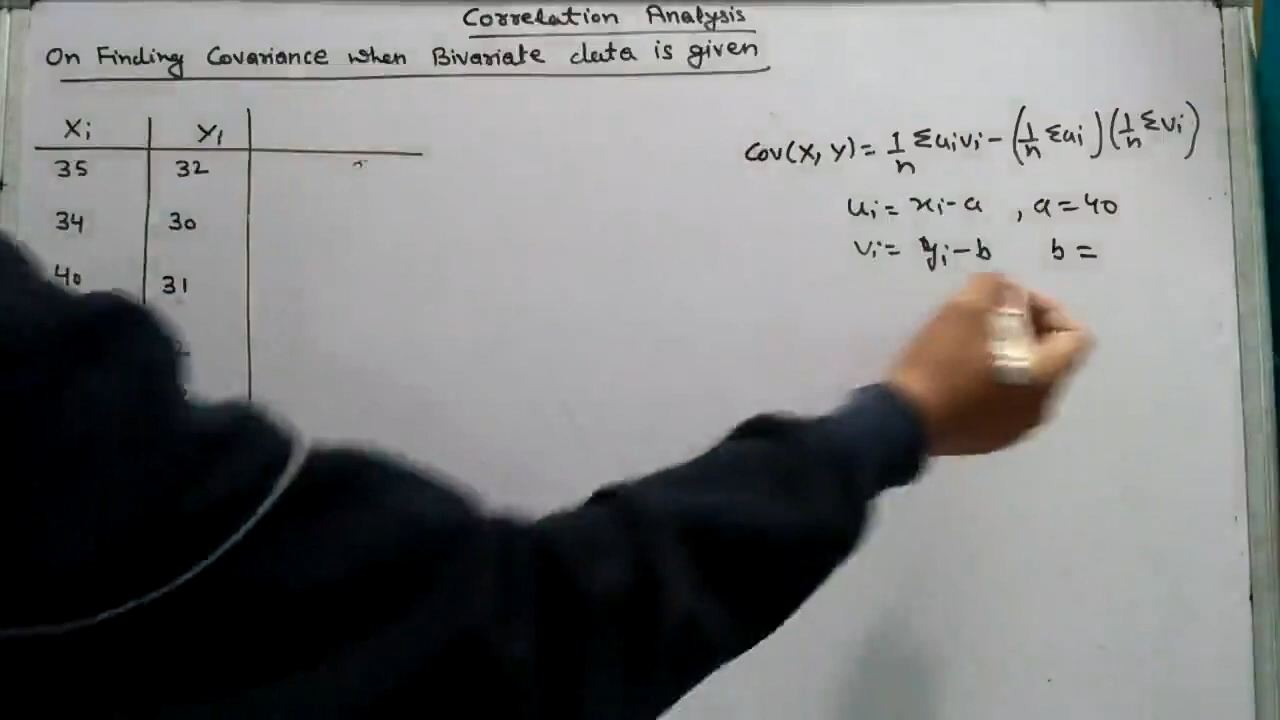 Correlation Analysis
On Finding Covariance when Bivariate data is given
Xi Yi
35 32
34 30
40 31
Cov(X, Y) = 1/n Σuivi - (1/n Σui)(1/n Σvi)
ui = xi - a , a = 40
vi = yi - b b =